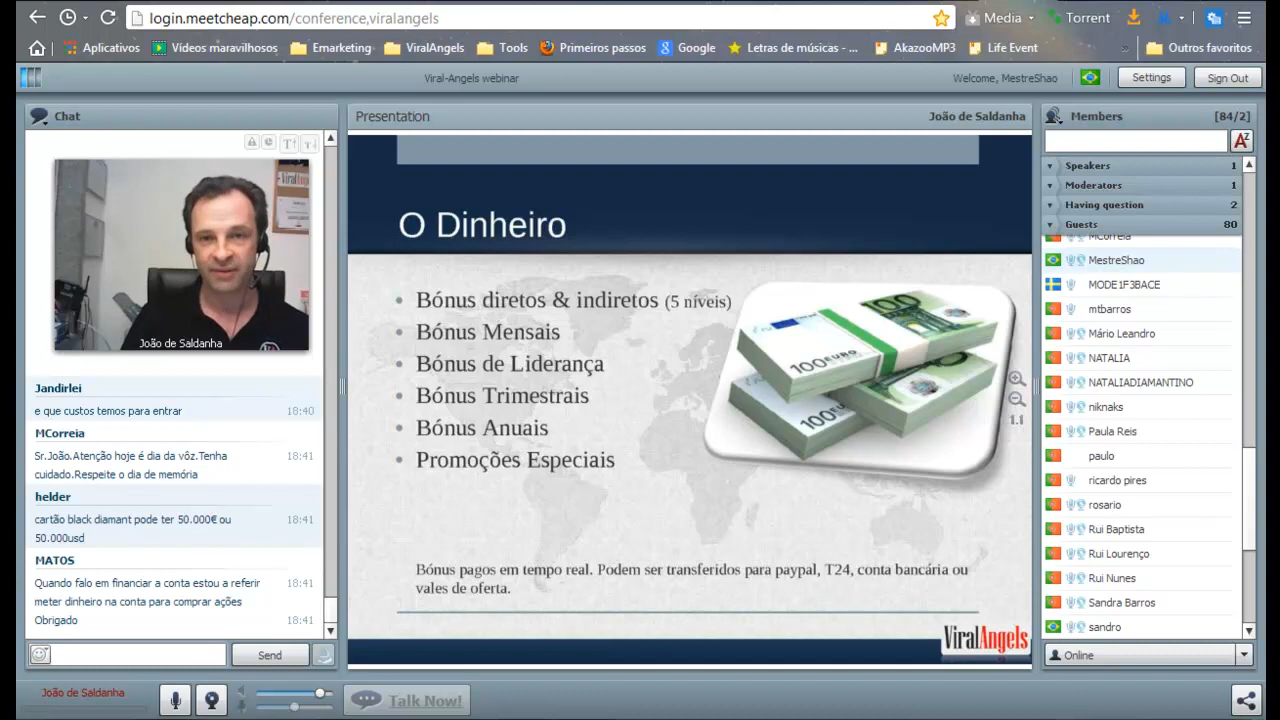 login.meetcheap.com/conference,viralangels
Media
Torrent
Aplicativos
Vídeos maravilhosos
Emarketing
ViralAngels
Tools
Primeiros passos
Google
Letras de músicas - ...
AkazooMP3
Life Event
»
Outros favoritos
Viral-Angels webinar
Welcome, MestreShao
Settings
Sign Out
Chat
João de Saldanha
Jandirlei
e que custos temos para entrar 18:40
MCorreia
Sr.João.Atenção hoje é dia da vôz.Tenha 18:41
cuidado.Respeite o dia de memória
helder
cartão black diamant pode ter 50.000€ ou 18:41
50.000usd
MATOS
Quando falo em financiar a conta estou a referir 18:41
meter dinheiro na conta para comprar ações
Obrigado 18:41
Send
João de Saldanha
Talk Now!
Presentation
João de Saldanha
O Dinheiro
• Bónus diretos & indiretos (5 níveis)
• Bónus Mensais
• Bónus de Liderança
• Bónus Trimestrais
• Bónus Anuais
• Promoções Especiais
100 EURO
100
Bónus pagos em tempo real. Podem ser transferidos para paypal, T24, conta bancária ou
vales de oferta.
ViralAngels
1:1
Members [84/2]
Speakers 1
Moderators 1
Having question 2
Guests 80
MCorreia
MestreShao
MODE1F3BACE
mtbarros
Mário Leandro
NATALIA
NATALIADIAMANTINO
niknaks
Paula Reis
paulo
ricardo pires
rosario
Rui Baptista
Rui Lourenço
Rui Nunes
Sandra Barros
sandro
Online